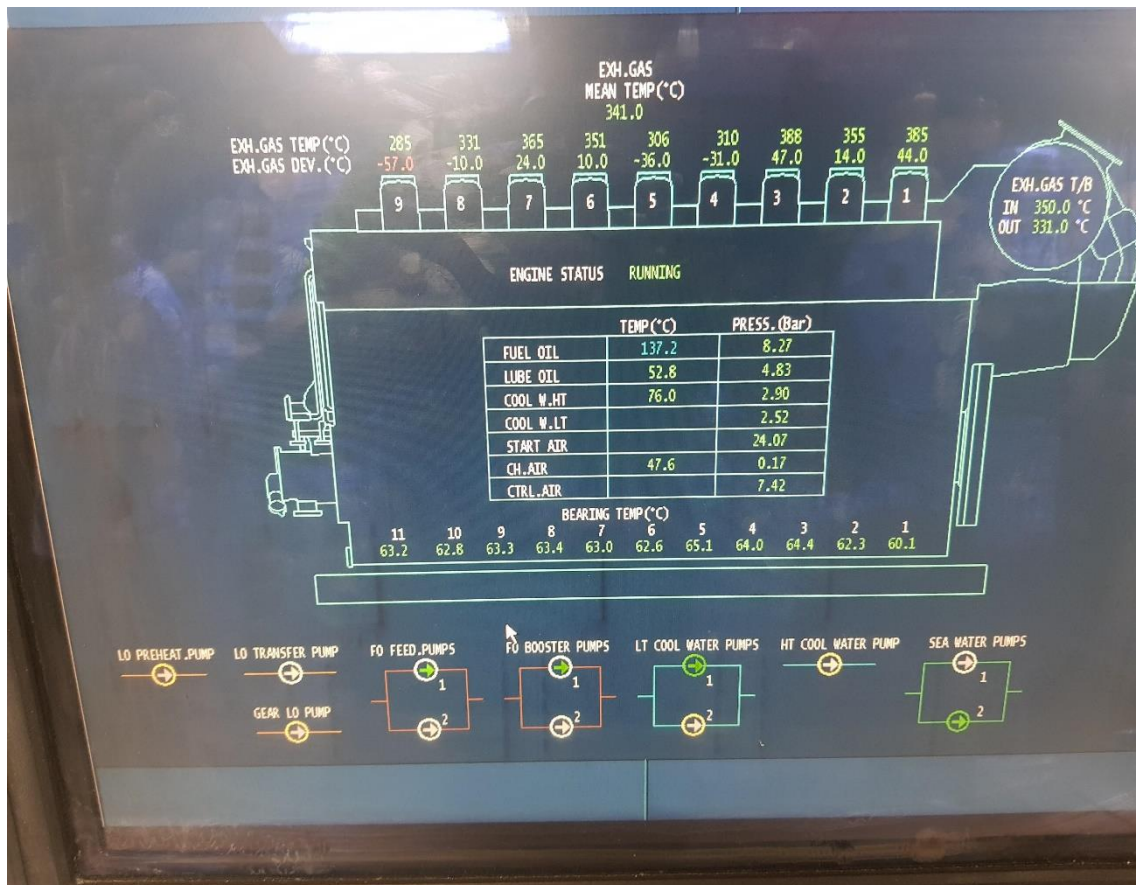 EXH.GAS
MEAN TEMP(°C)
341.0
EXH.GAS TEMP(°C) 285 331 365 351 306 310 388 355 385
EXH.GAS DEV.(°C) -57.0 -10.0 24.0 10.0 -36.0 -31.0 47.0 14.0 44.0
9 8 7 6 5 4 3 2 1
EXH.GAS T/B
IN 350.0 °C
OUT 331.0 °C
ENGINE STATUS RUNNING
TEMP(°C) PRESS.(Bar)
FUEL OIL 137.2 8.27
LUBE OIL 52.8 4.83
COOL W.HT 76.0 2.90
COOL W.LT 2.52
START AIR 24.07
CH.AIR 47.6 0.17
CTRL.AIR 7.42
BEARING TEMP(°C)
11 10 9 8 7 6 5 4 3 2 1
63.2 62.8 63.3 63.4 63.0 62.6 65.1 64.0 64.4 62.3 60.1
LO PREHEAT.PUMP LO TRANSFER PUMP FO FEED.PUMPS FO BOOSTER PUMPS LT COOL WATER PUMPS HT COOL WATER PUMP SEA WATER PUMPS
1 1 1 1
GEAR LO PUMP
2 2 2 2